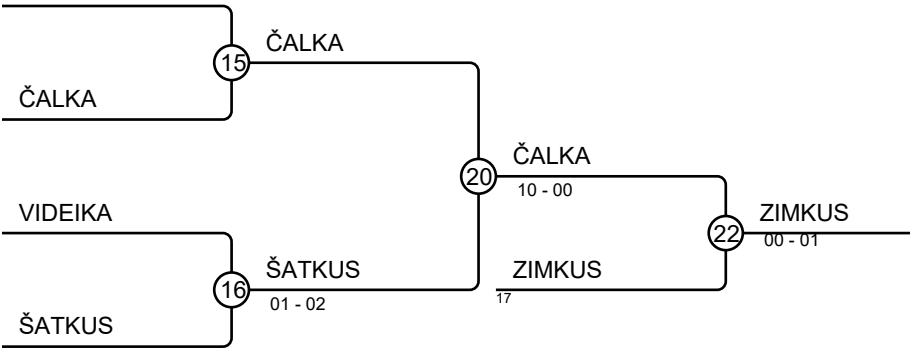 15
ČALKA
ČALKA
VIDEIKA
16
ŠATKUS
01 - 02
ŠATKUS
20
ČALKA
10 - 00
ZIMKUS
17
22
ZIMKUS
00 - 01